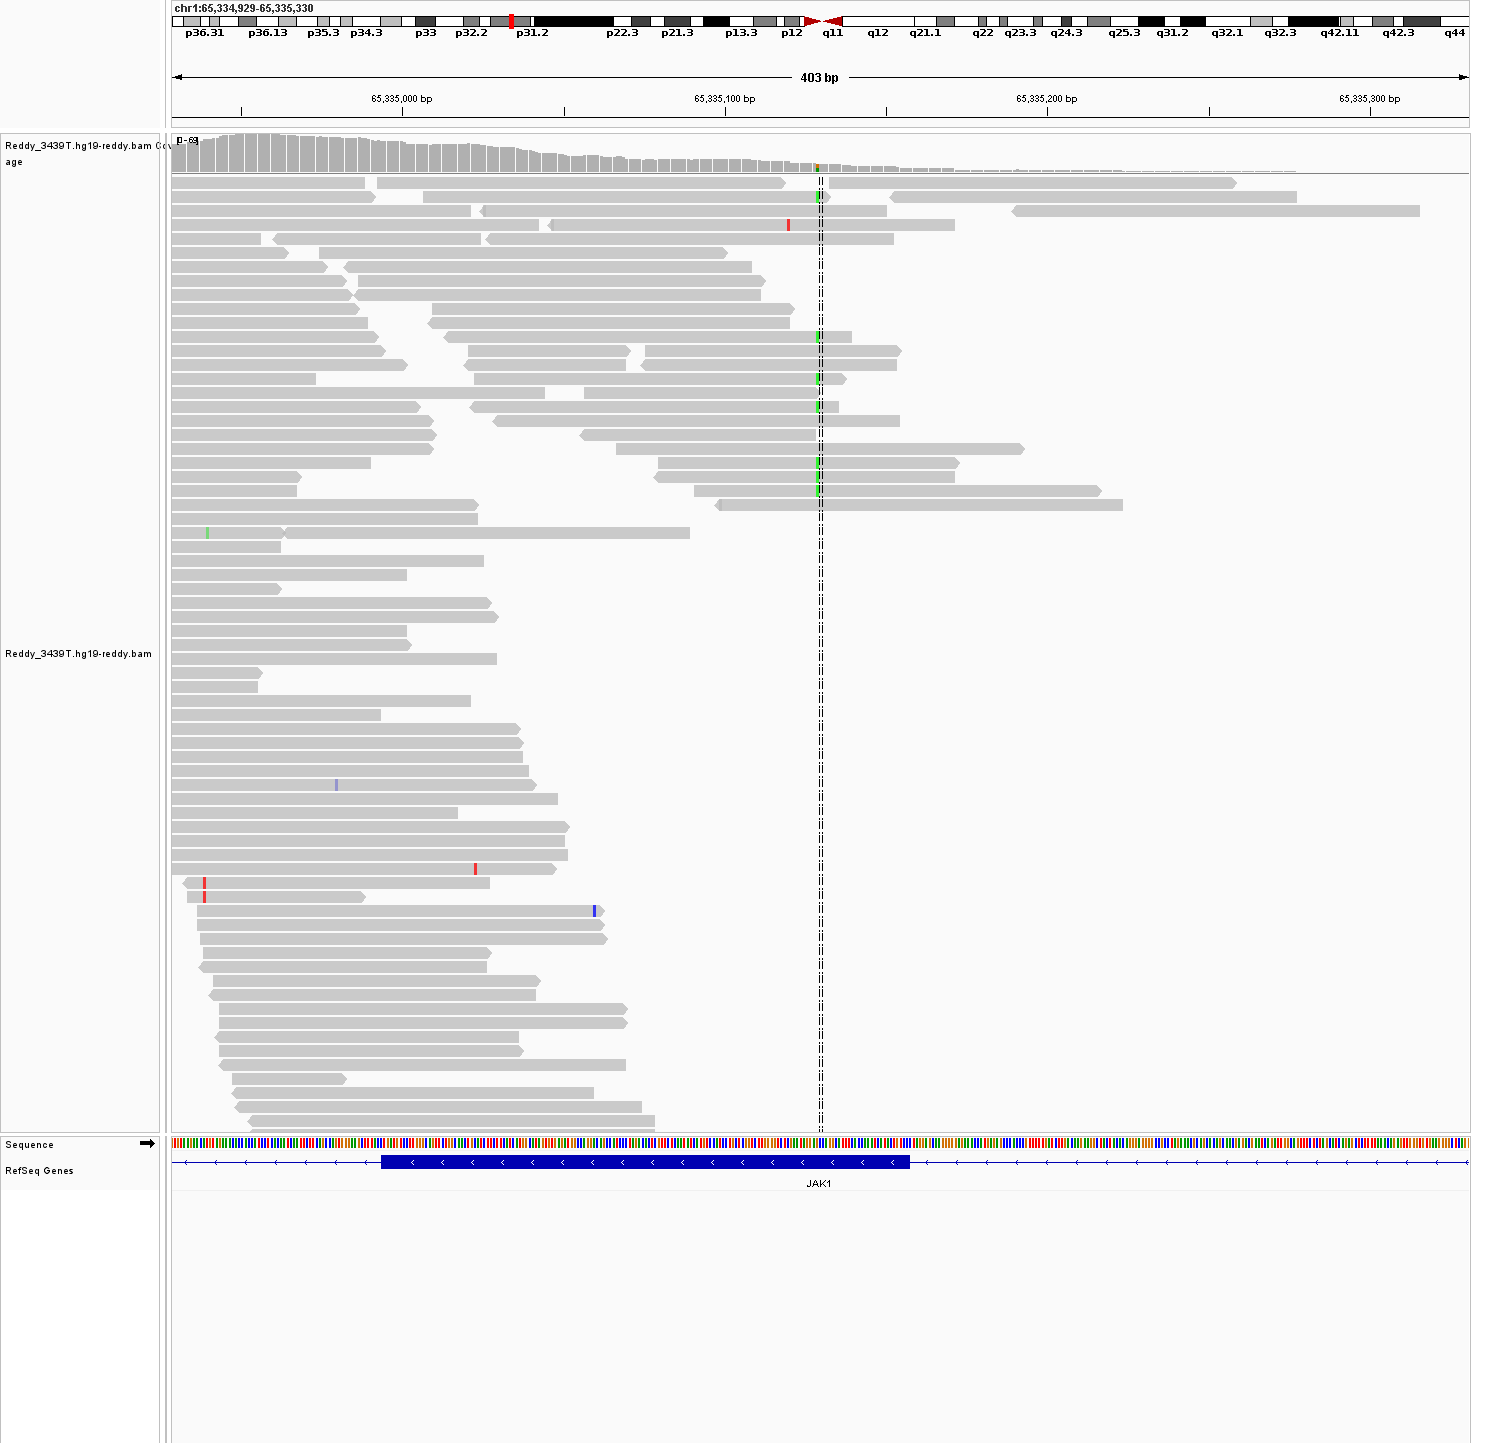 chr1:65,334,929-65,335,330
p36.31 p36.13 p35.3 p34.3 p33 p32.2 p31.2 p22.3 p21.3 p13.3 p12 q11 q12 q21.1 q22 q23.3 q24.3 q25.3 q31.2 q32.1 q32.3 q42.11 q42.3 q44
403 bp
65,335,000 bp 65,335,100 bp 65,335,200 bp 65,335,300 bp
Reddy_3439T.hg19-reddy.bam Cov
age
Reddy_3439T.hg19-reddy.bam
Sequence
RefSeq Genes
JAK1